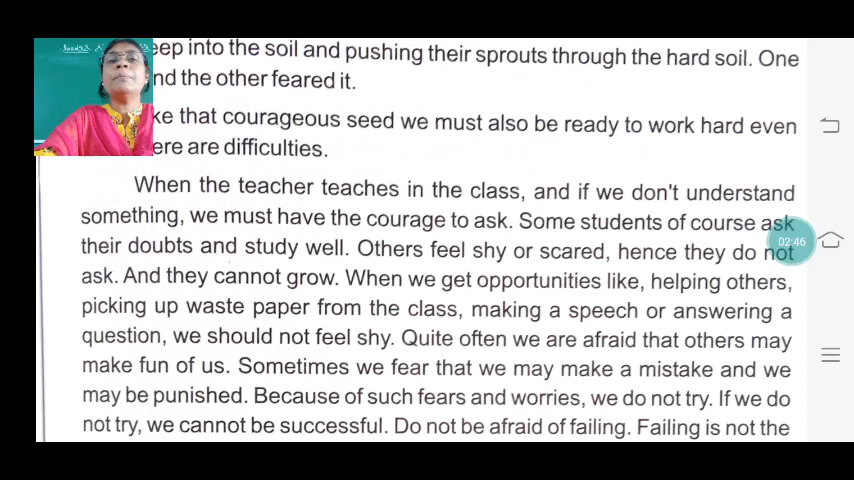 eep into the soil and pushing their sprouts through the hard soil. One
nd the other feared it.
ke that courageous seed we must also be ready to work hard even
ere are difficulties.
When the teacher teaches in the class, and if we don't understand
something, we must have the courage to ask. Some students of course ask
their doubts and study well. Others feel shy or scared, hence they do not
02:46
ask. And they cannot grow. When we get opportunities like, helping others,
picking up waste paper from the class, making a speech or answering a
question, we should not feel shy. Quite often we are afraid that others may
make fun of us. Sometimes we fear that we may make a mistake and we
may be punished. Because of such fears and worries, we do not try. If we do
not try, we cannot be successful. Do not be afraid of failing. Failing is not the